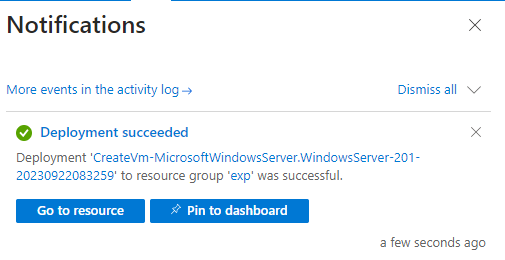 Notifications
More events in the activity log→ Dismiss all
Deployment succeeded
Deployment 'CreateVm-MicrosoftWindowsServer.WindowsServer-201-
20230922083259' to resource group 'exp' was successful.
Go to resource Pin to dashboard
a few seconds ago